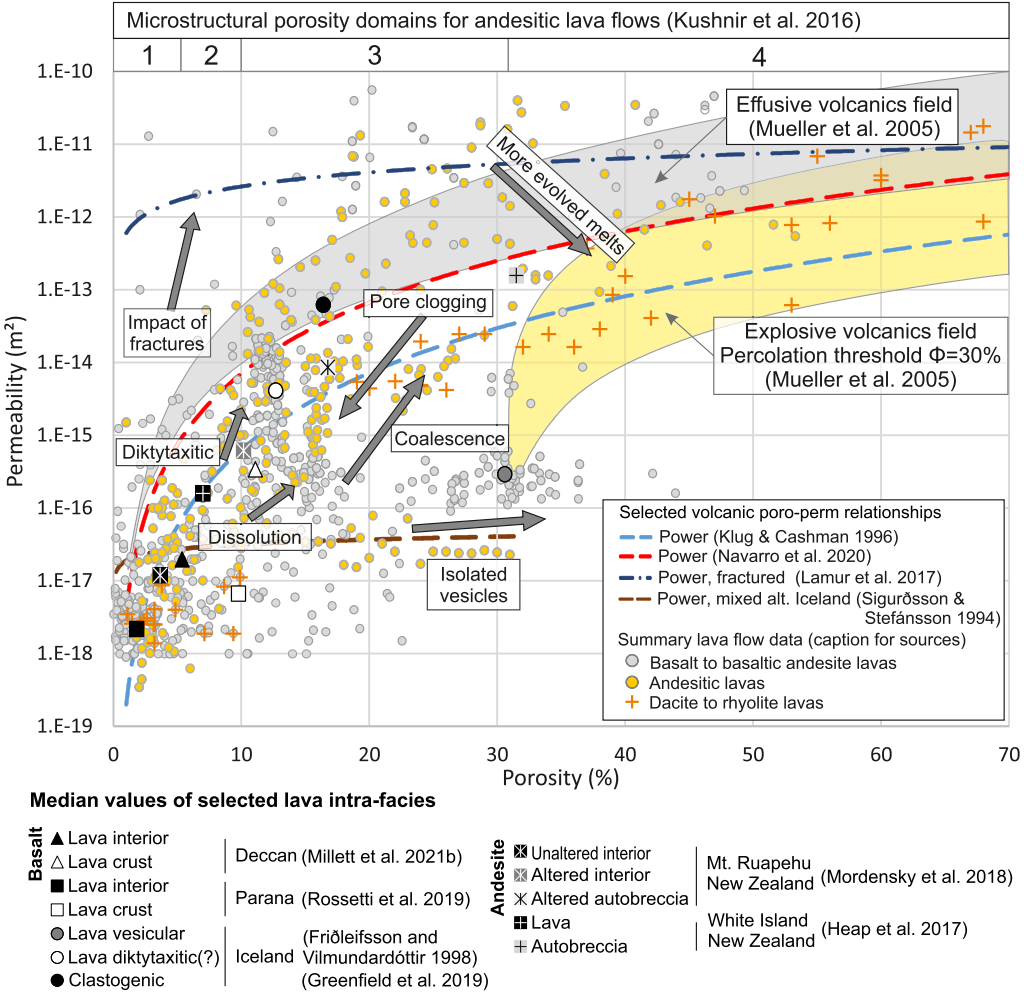 Microstructural porosity domains for andesitic lava flows (Kushnir et al. 2016)
1 2 3 4
1.E-10
1.E-11
1.E-12
1.E-13
1.E-14
1.E-15
1.E-16
1.E-17
1.E-18
1.E-19
Permeability (m²)
0 10 20 30 40 50 60 70
Porosity (%)
Effusive volcanics field
(Mueller et al. 2005)
More evolved melts
Impact of
fractures
Pore clogging
Explosive volcanics field
Percolation threshold Φ=30%
(Mueller et al. 2005)
Diktytaxitic
Coalescence
Dissolution
Isolated
vesicles
Selected volcanic poro-perm relationships
Power (Klug & Cashman 1996)
Power (Navarro et al. 2020)
Power, fractured (Lamur et al. 2017)
Power, mixed alt. Iceland (Sigurðsson &
Stefánsson 1994)
Summary lava flow data (caption for sources)
Basalt to basaltic andesite lavas
Andesitic lavas
Dacite to rhyolite lavas
Median values of selected lava intra-facies
Basalt
Lava interior
Lava crust
Deccan (Millett et al. 2021b)
Lava interior
Lava crust
Parana (Rossetti et al. 2019)
Lava vesicular
Lava diktytaxitic(?)
Clastogenic
Iceland
(Friðleifsson and
Vilmundardóttir 1998)
(Greenfield et al. 2019)
Andesite
Unaltered interior
Altered interior
Altered autobreccia
Mt. Ruapehu
New Zealand
(Mordensky et al. 2018)
Lava
Autobreccia
White Island
New Zealand
(Heap et al. 2017)